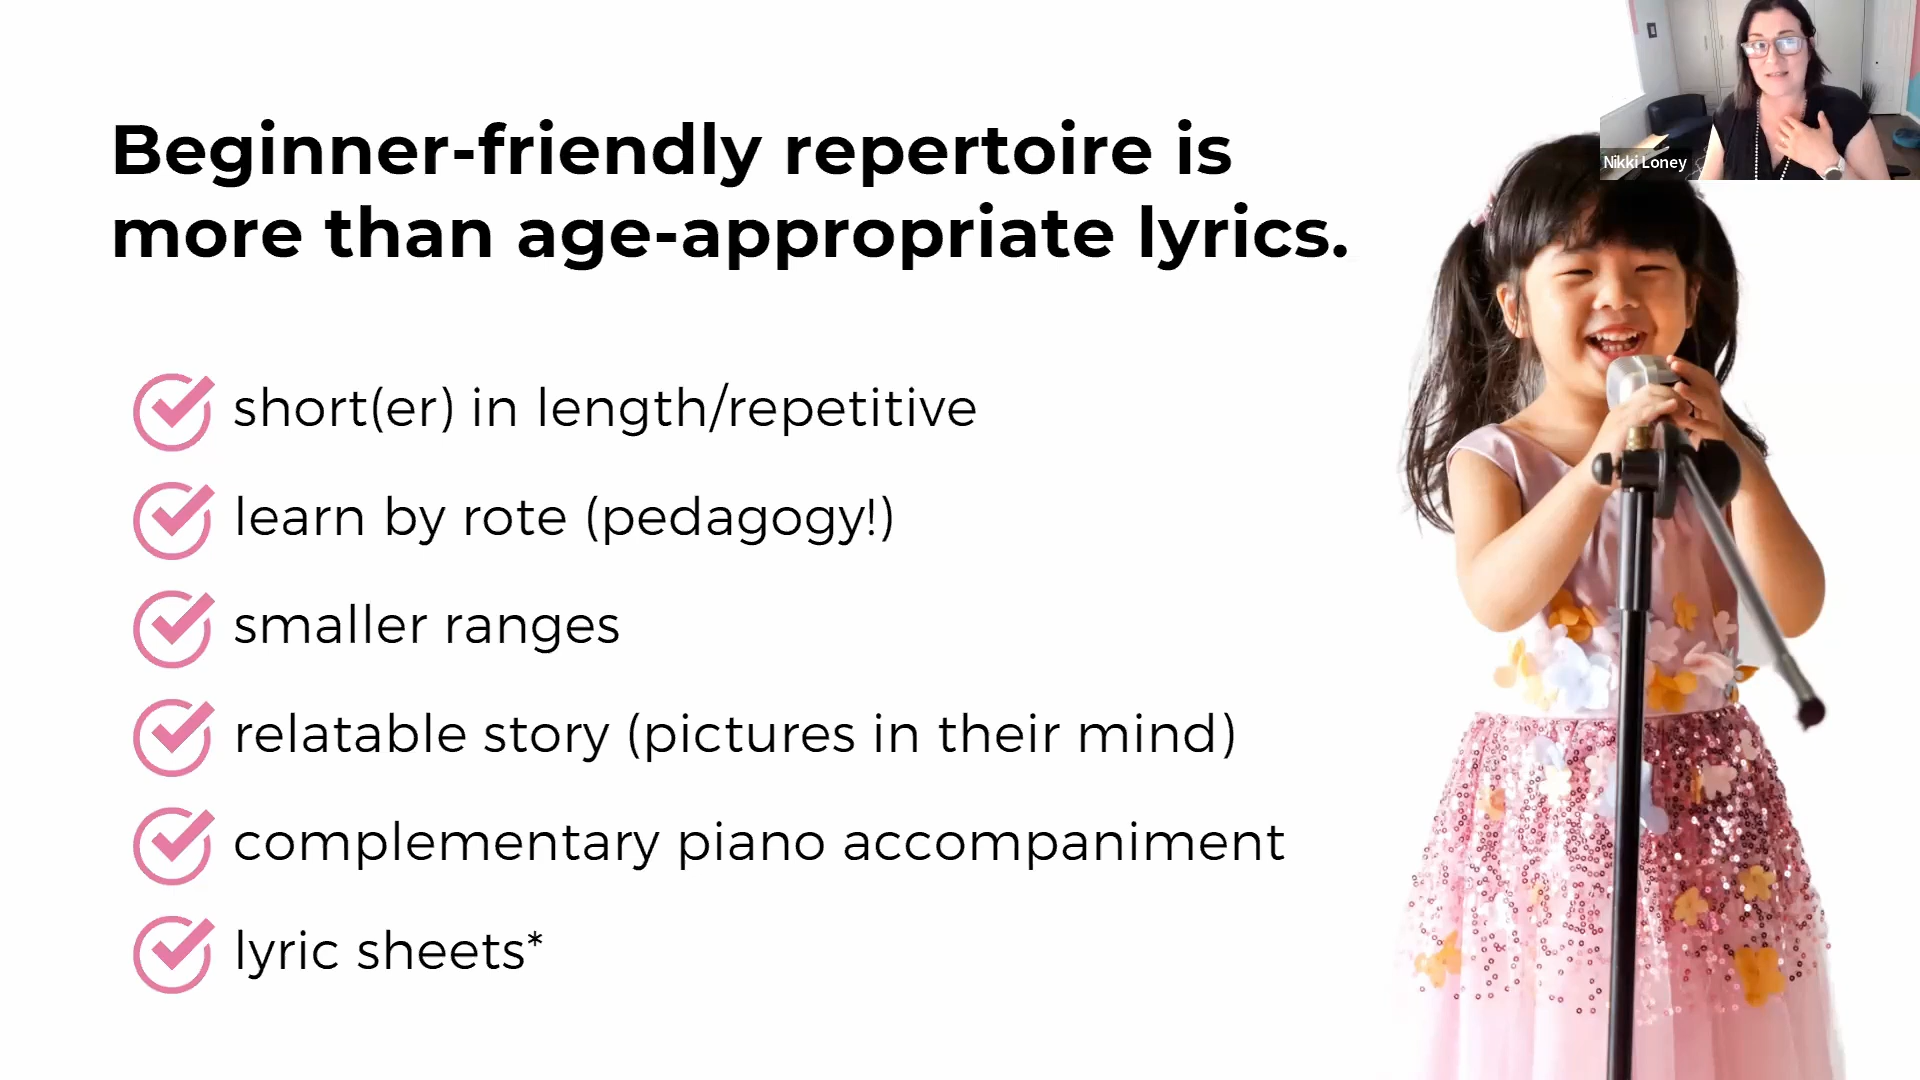 Beginner-friendly repertoire is
more than age-appropriate lyrics.
short(er) in length/repetitive
learn by rote (pedagogy!)
smaller ranges
relatable story (pictures in their mind)
complementary piano accompaniment
lyric sheets*
Nikki Loney